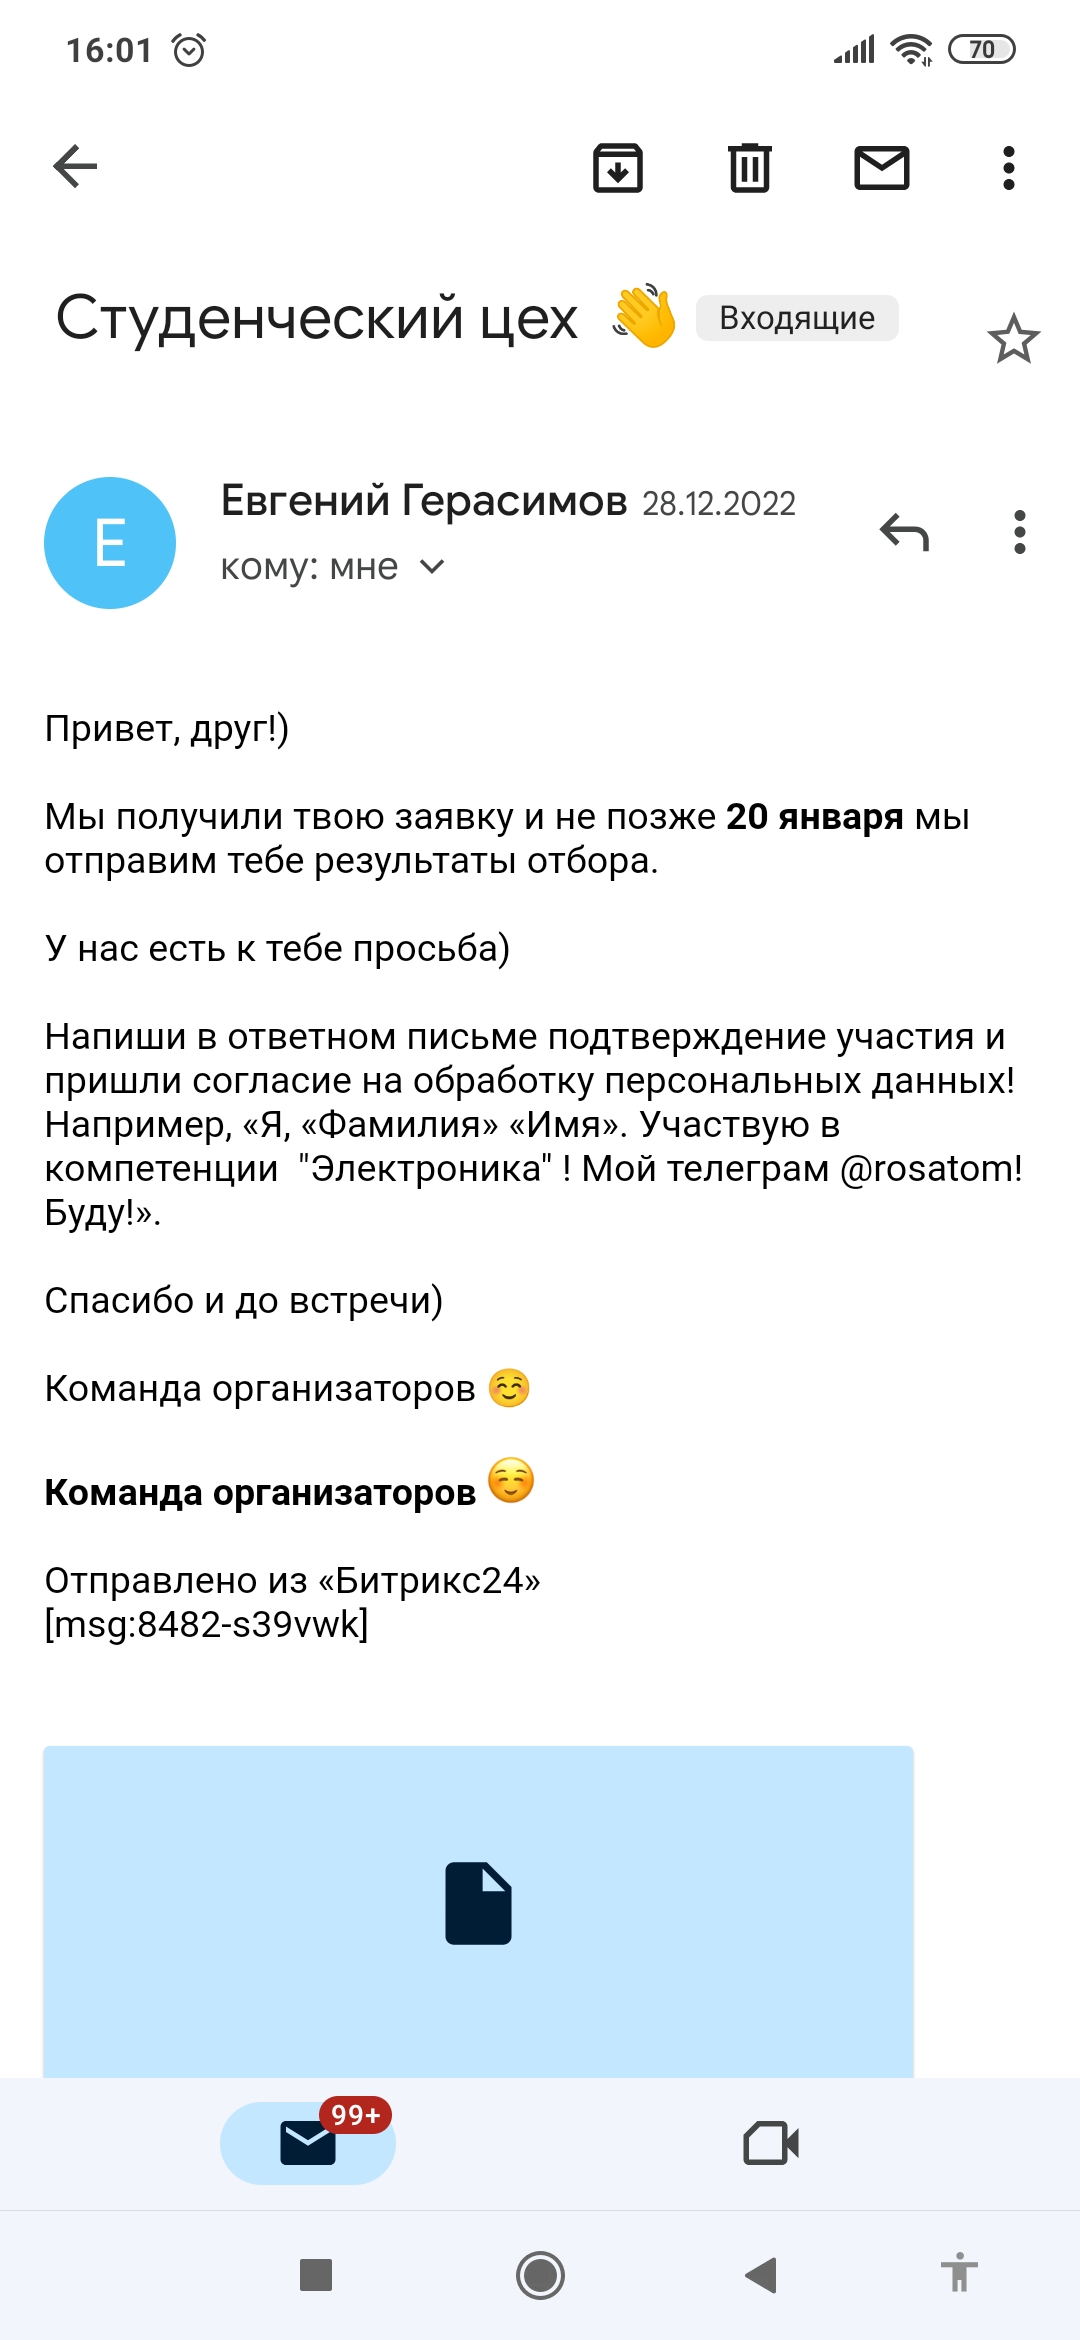 16:01
70
Студенческий цех 👋 Входящие
Е
Евгений Герасимов 28.12.2022
кому: мне
Привет, друг!)
Мы получили твою заявку и не позже 20 января мы
отправим тебе результаты отбора.
У нас есть к тебе просьба)
Напиши в ответном письме подтверждение участия и
пришли согласие на обработку персональных данных!
Например, «Я, «Фамилия» «Имя». Участвую в
компетенции  "Электроника" ! Мой телеграм @rosatom!
Буду!».
Спасибо и до встречи)
Команда организаторов ☺️
Команда организаторов ☺️
Отправлено из «Битрикс24»
[msg:8482-s39vwk]
99+